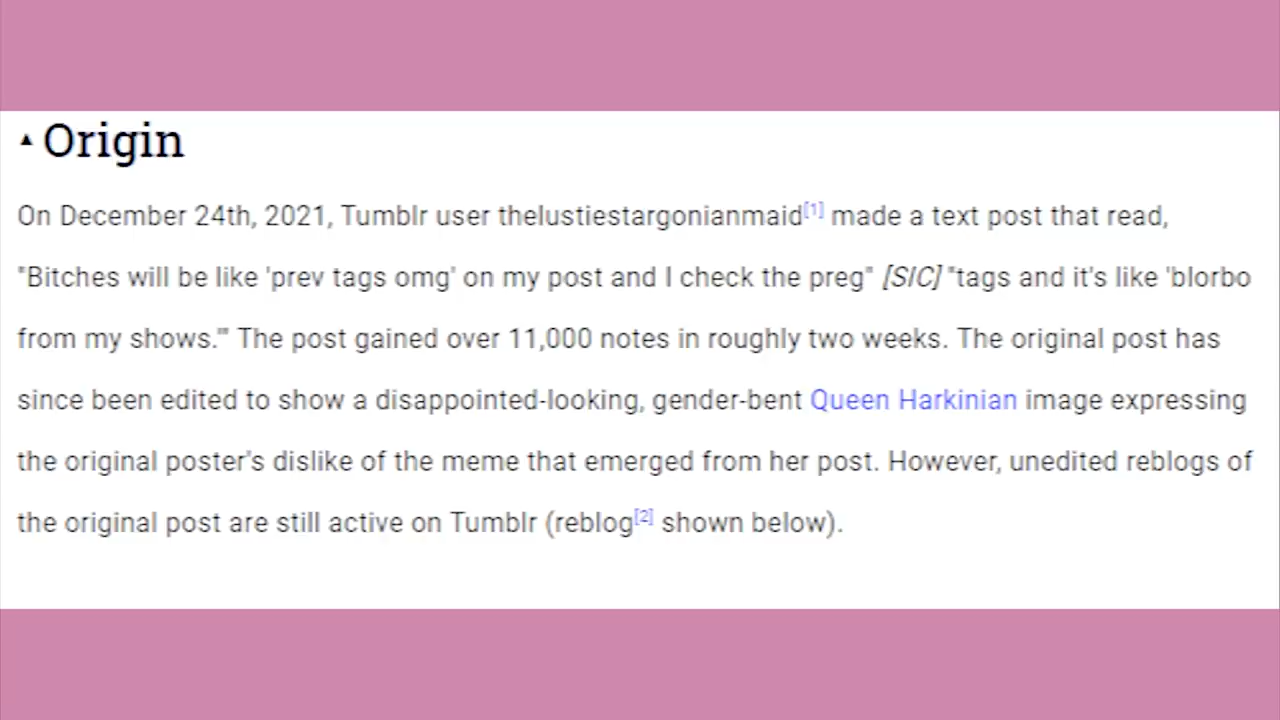 ▲ Origin
On December 24th, 2021, Tumblr user thelustiestargonianmaid[1] made a text post that read,
"Bitches will be like 'prev tags omg' on my post and I check the preg" [SIC] "tags and it's like 'blorbo
from my shows.'" The post gained over 11,000 notes in roughly two weeks. The original post has
since been edited to show a disappointed-looking, gender-bent Queen Harkinian image expressing
the original poster's dislike of the meme that emerged from her post. However, unedited reblogs of
the original post are still active on Tumblr (reblog[2] shown below).